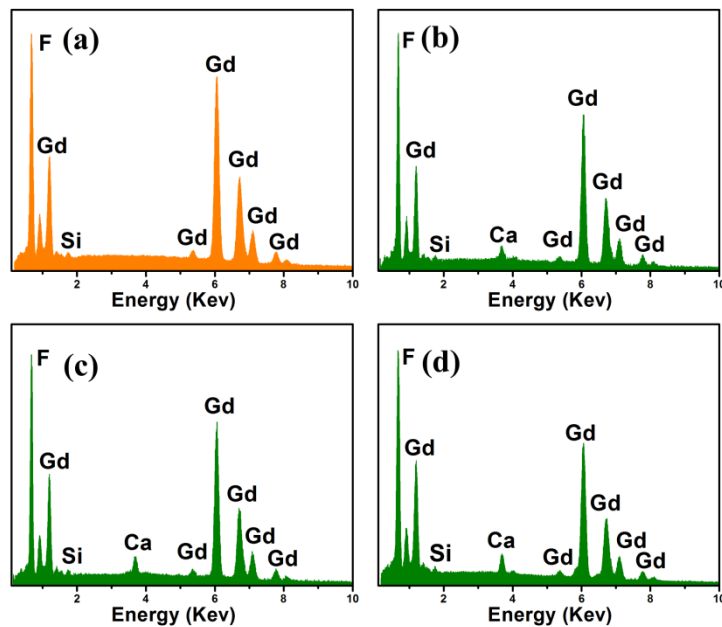 F (a) Gd
Gd
Gd
Si Gd Gd Gd
2 4 6 8 10
Energy (Kev)
F (b)
Gd
Gd Gd
Si Ca Gd Gd Gd
2 4 6 8 10
Energy (Kev)
F (c)
Gd
Gd Gd
Si Ca Gd Gd Gd
2 4 6 8 10
Energy (Kev)
F (d)
Gd
Gd Gd
Si Ca Gd Gd Gd
2 4 6 8 10
Energy (Kev)